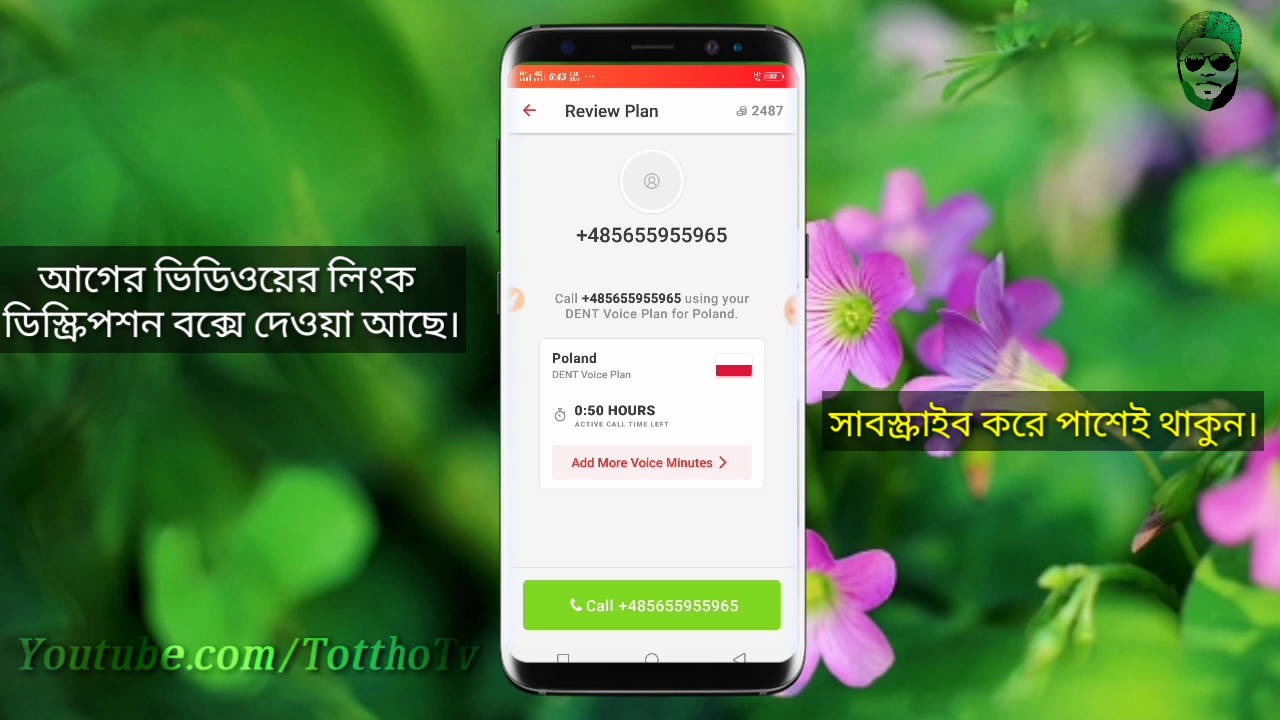 6:43
Review Plan
2487
+485655955965
আগের ভিডিওয়ের লিংক
ডিস্ক্রিপশন বক্সে দেওয়া আছে।
Call +485655955965 using your
DENT Voice Plan for Poland.
Poland
DENT Voice Plan
0:50 HOURS
ACTIVE CALL TIME LEFT
Add More Voice Minutes
সাবস্ক্রাইব করে পাশেই থাকুন।
Call +485655955965
Youtube.com/TotthoTv